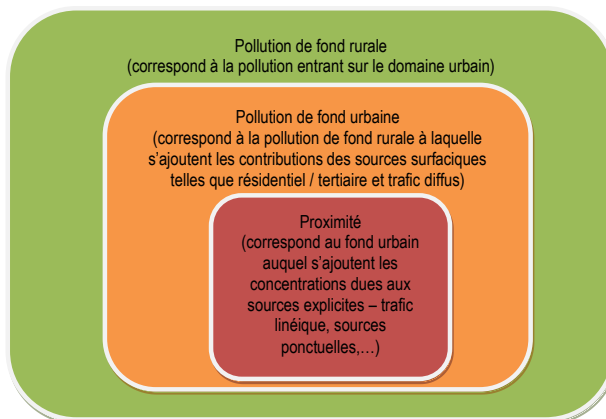 Pollution de fond rurale
(correspond à la pollution entrant sur le domaine urbain)
Pollution de fond urbaine
(correspond à la pollution de fond rurale à laquelle
s'ajoutent les contributions des sources surfaciques
telles que résidentiel / tertiaire et trafic diffus)
Proximité
(correspond au fond urbain
auquel s'ajoutent les
concentrations dues aux
sources explicites – trafic
linéique, sources
ponctuelles,…)